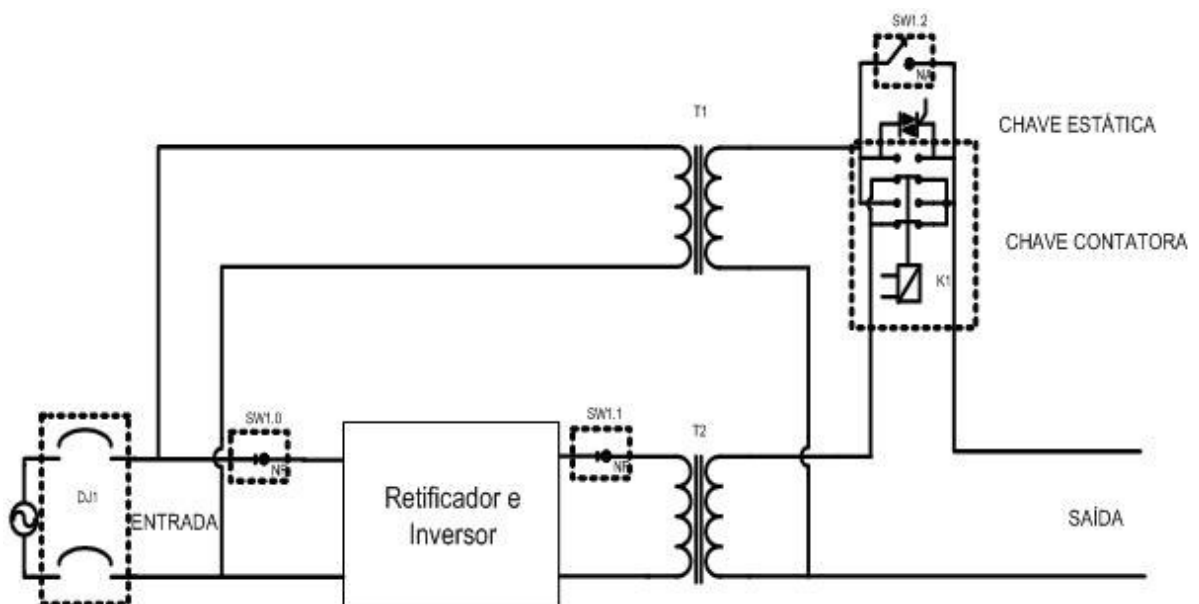 SW1.2
NA
T1
CHAVE ESTÁTICA
CHAVE CONTATORA
K1
SW1.0
NF
SW1.1
NF
T2
DJ1
ENTRADA
Retificador e
Inversor
SAÍDA